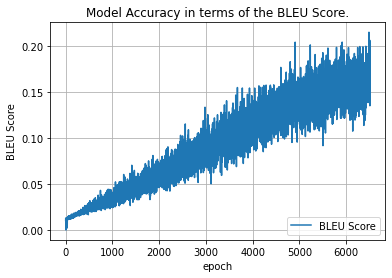 Model Accuracy in terms of the BLEU Score.
BLEU Score
0.20
0.15
0.10
0.05
0.00
BLEU Score
0 1000 2000 3000 4000 5000 6000
epoch